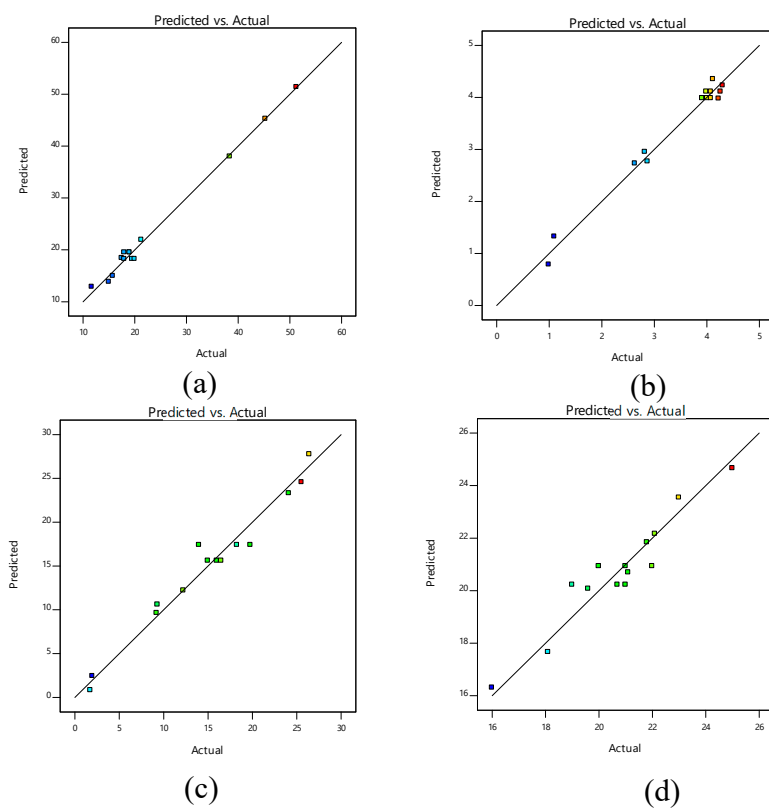 Predicted vs. Actual
60
50
40
30
20
10
Predicted
10 20 30 40 50 60
Actual
(a)
Predicted vs. Actual
5
4
3
2
1
0
Predicted
0 1 2 3 4 5
Actual
(b)
Predicted vs. Actual
30
25
20
15
10
5
0
Predicted
0 5 10 15 20 25 30
Actual
(c)
Predicted vs. Actual
26
24
22
20
18
16
Predicted
16 18 20 22 24 26
Actual
(d)